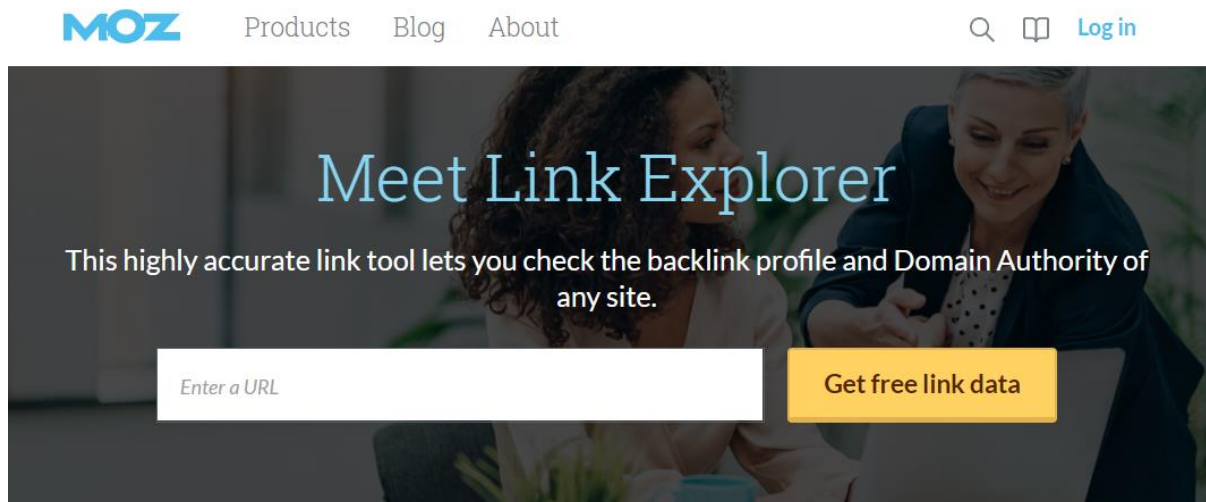 MOZ Products Blog About Log in
Meet Link Explorer
This highly accurate link tool lets you check the backlink profile and Domain Authority of
any site.
Enter a URL Get free link data